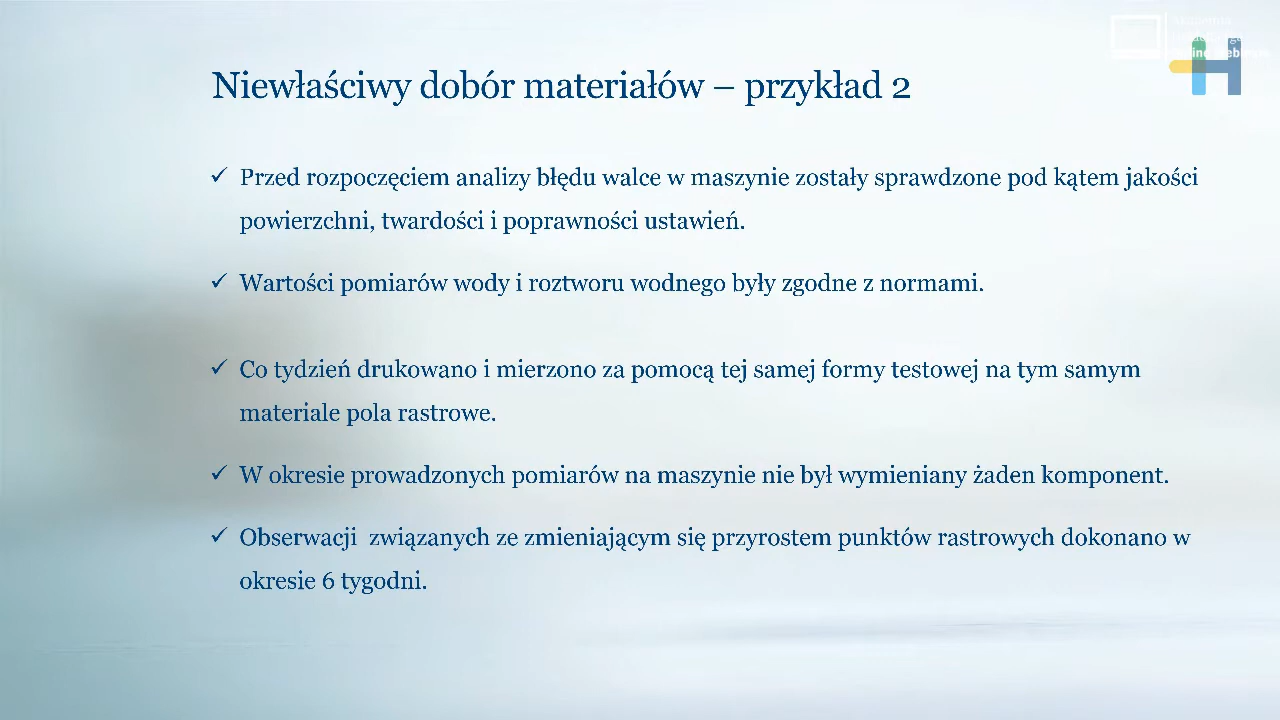 Niewłaściwy dobór materiałów – przykład 2
✓ Przed rozpoczęciem analizy błędu walce w maszynie zostały sprawdzone pod kątem jakości
powierzchni, twardości i poprawności ustawień.
✓ Wartości pomiarów wody i roztworu wodnego były zgodne z normami.
✓ Co tydzień drukowano i mierzono za pomocą tej samej formy testowej na tym samym
materiale pola rastrowe.
✓ W okresie prowadzonych pomiarów na maszynie nie był wymieniany żaden komponent.
✓ Obserwacji  związanych ze zmieniającym się przyrostem punktów rastrowych dokonano w
okresie 6 tygodni.